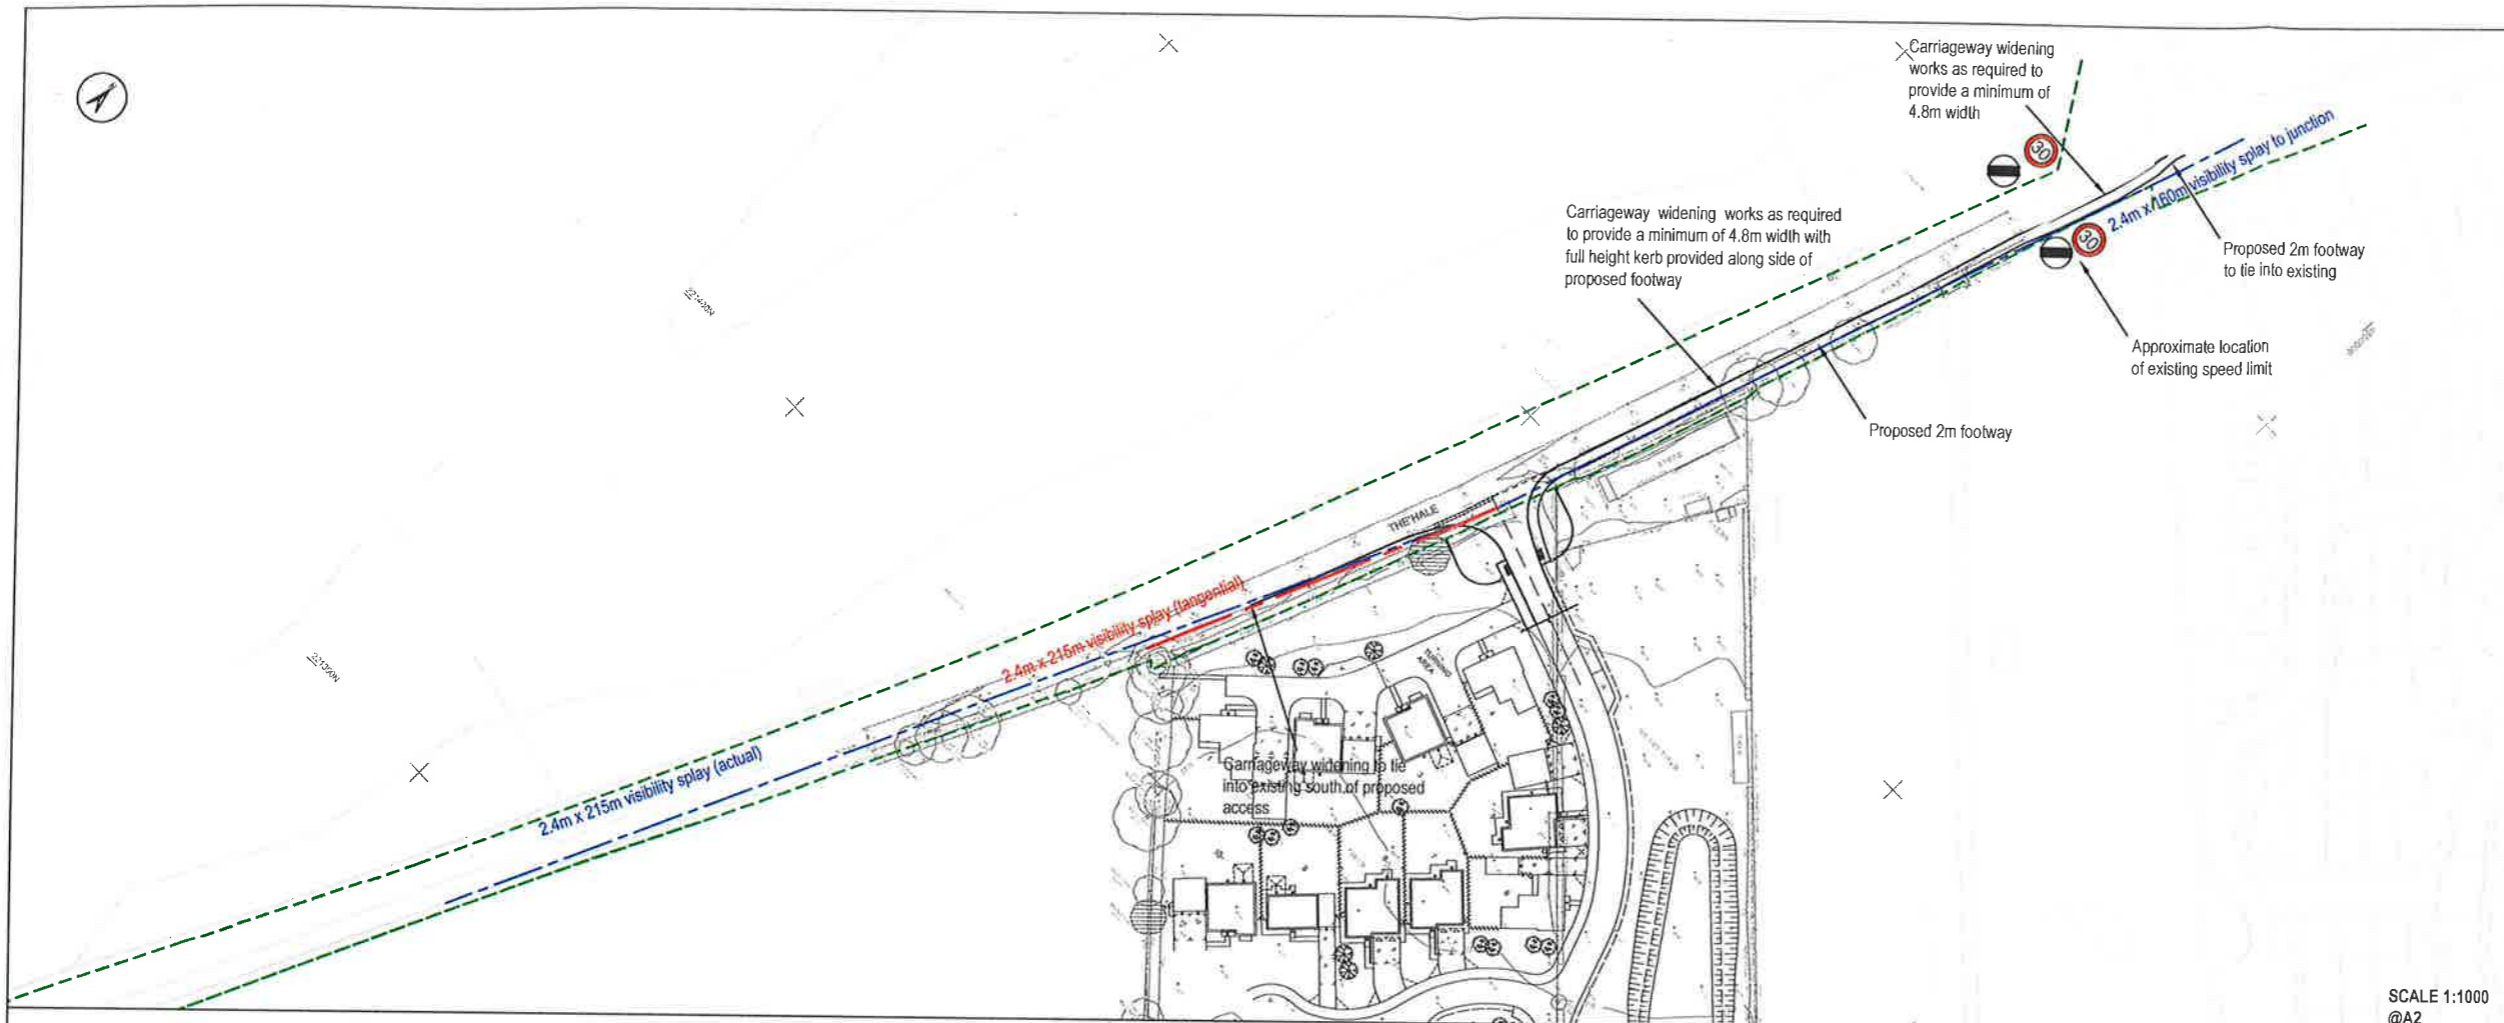 Carriageway widening
works as required to
provide a minimum of
4.8m width
30
2.4m x 160m visibility splay to junction
Carriageway widening works as required
to provide a minimum of 4.8m width with
full height kerb provided along side of
proposed footway
30
Proposed 2m footway
to tie into existing
Approximate location
of existing speed limit
Proposed 2m footway
THE HALE
2.4m x 215m visibility splay (tangential)
TURNING
AREA
2.4m x 215m visibility splay (actual)
Carriageway widening to tie
into existing south of proposed
access
SCALE 1:1000
@A2